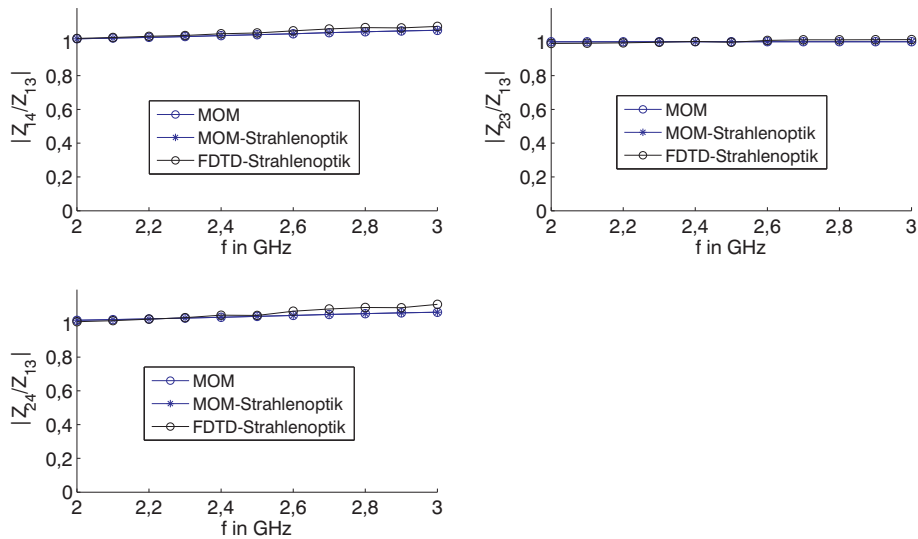 1
0,8
0,6
0,4
0,2
0
|Z14/Z13|
MOM
MOM-Strahlenoptik
FDTD-Strahlenoptik
2 2,2 2,4 2,6 2,8 3
f in GHz
1
0,8
0,6
0,4
0,2
0
|Z23/Z13|
MOM
MOM-Strahlenoptik
FDTD-Strahlenoptik
2 2,2 2,4 2,6 2,8 3
f in GHz
1
0,8
0,6
0,4
0,2
0
|Z24/Z13|
MOM
MOM-Strahlenoptik
FDTD-Strahlenoptik
2 2,2 2,4 2,6 2,8 3
f in GHz